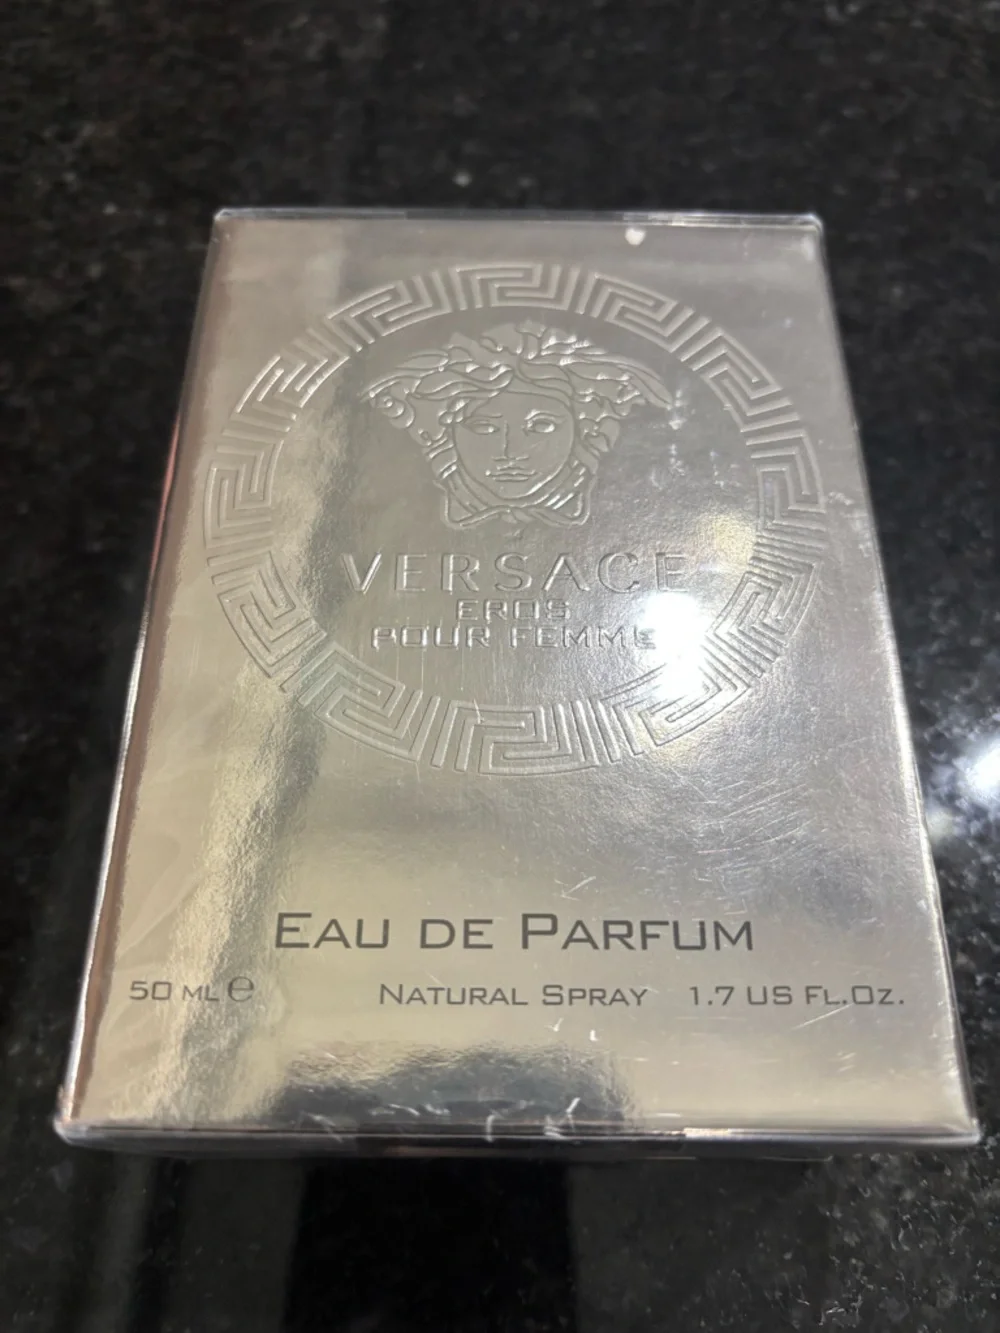 VERSACE
EROS
POUR FEMME
EAU DE PARFUM
50 ML ℮ NATURAL SPRAY 1.7 US FL.OZ.